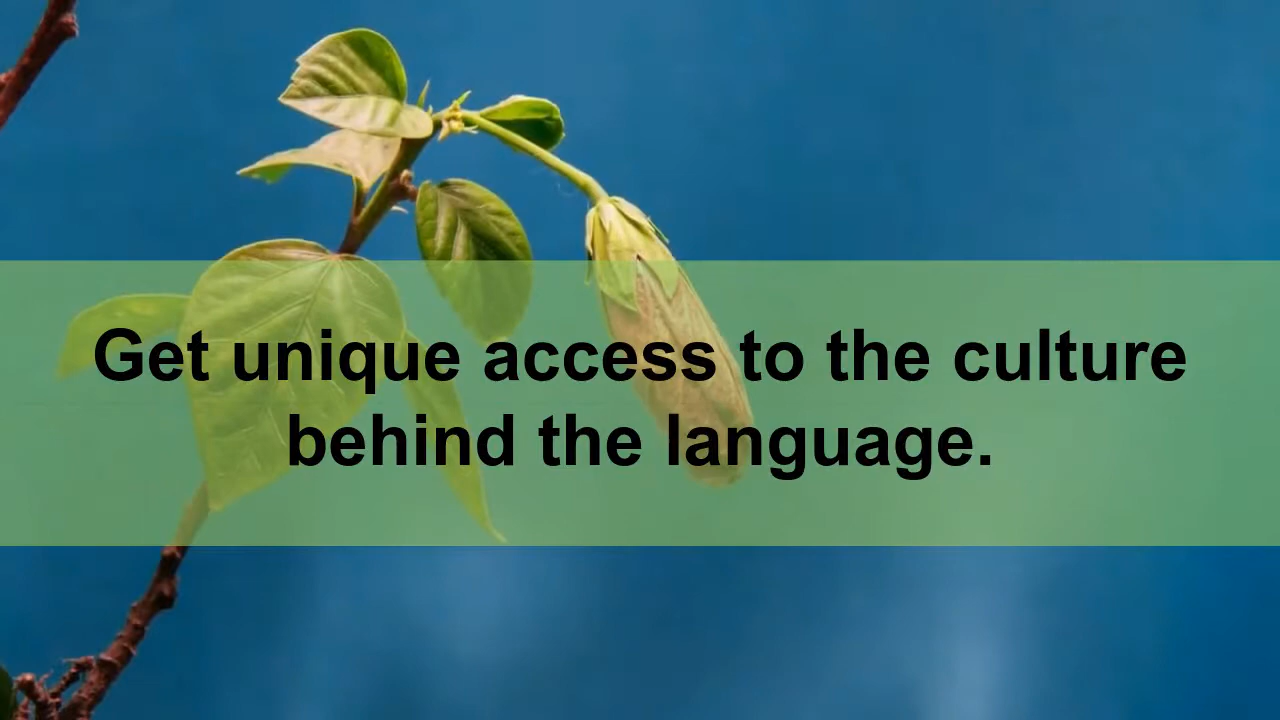 Get unique access to the culture
behind the language.